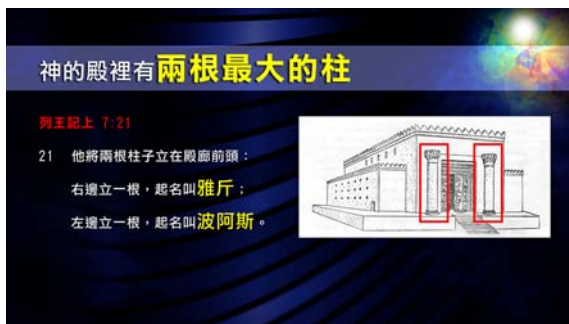 神的殿裡有兩根最大的柱
列王記上 7:21
21 他將兩根柱子立在殿廊前頭：
右邊立一根，起名叫雅斤；
左邊立一根，起名叫波阿斯。